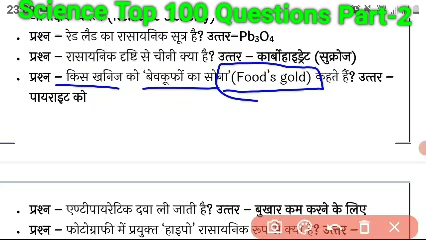 Science Top 100 Questions Part-2
प्रश्न – रेड लैड का रासायनिक सूत्र है? उत्तर–Pb₃O₄
प्रश्न – रासायनिक दृष्टि से चीनी क्या है? उत्तर – कार्बोहाइड्रेट (सुक्रोज)
प्रश्न – किस खनिज को ‘बेवकूफों का सोना’(Food's gold) कहते हैं? उत्तर –
पायराइट को
प्रश्न – एण्टीपायरेटिक दवा ली जाती है? उत्तर – बुखार कम करने के लिए
प्रश्न – फोटोग्राफी में प्रयुक्त ‘हाइपो’ रासायनिक रूप क्या है? उत्तर –